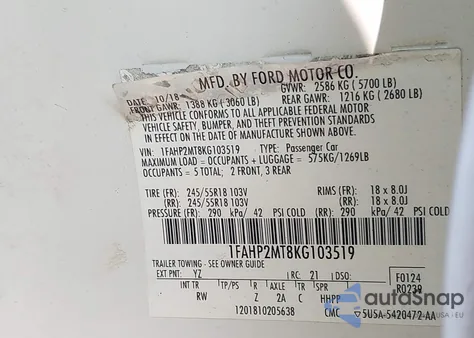 MFD. BY FORD MOTOR CO.
DATE: 10/18 GVWR: 2586 KG ( 5700 LB)
FRONT GAWR: 1388 KG ( 3060 LB) REAR GAWR: 1216 KG ( 2680 LB)
THIS VEHICLE CONFORMS TO ALL APPLICABLE FEDERAL MOTOR
VEHICLE SAFETY, BUMPER, AND THEFT PREVENTION STANDARDS
IN EFFECT ON THE DATE OF MANUFACTURE SHOWN ABOVE.
VEHICLE: 1FAHP2MT8KG103519 TYPE: Passenger Car
MAXIMUM LOAD = OCCUPANTS + LUGGAGE = 575KG/1269LB
OCCUPANTS = 5 TOTAL; 2 FRONT, 3 REAR
TIRE (FR): 245/55R18 103V RIMS (FR): 18 x 8.0J
(RR): 245/55R18 103V (RR): 18 x 8.0J
PRESSURE (FR): 290 kPa/ 42 PSI COLD (RR): 290 kPa/ 42 PSI COLD
1FAHP2MT8KG103519
TRAILER TOWING - SEE OWNER GUIDE
EXT PNT: YZ RC: 21 DSO: F0124
INT TR TP/PS R AXLE TR R0238
RW Z 2A C HHPP
1201810205638 CMC
5USA-5420472-AA
autoSnap